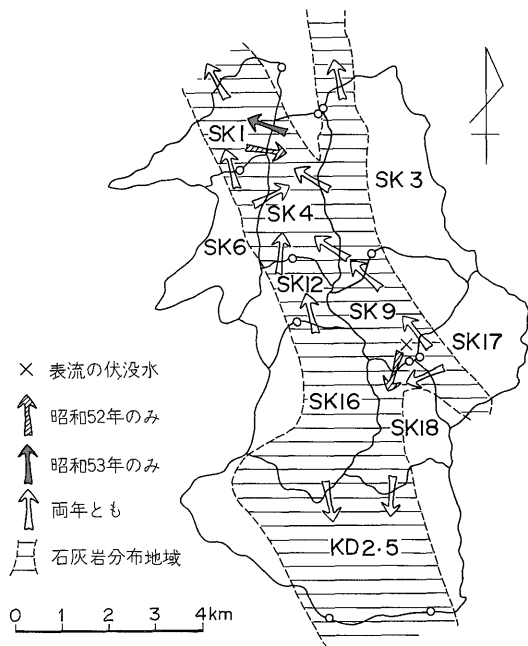 SK1
SK3
SK4
SK6
SK12
SK9
SK17
SK16
SK18
KD2・5
× 表流の伏没水
昭和52年のみ
昭和53年のみ
両年とも
石灰岩分布地域
0 1 2 3 4km